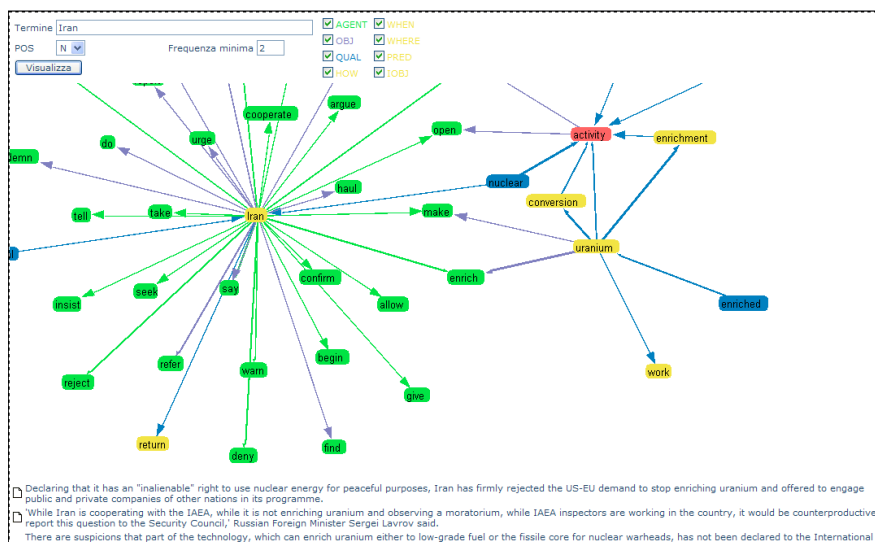 Termine Iran
POS N Frequenza minima 2
Visualizza
AGENT WHEN
OBJ WHERE
QUAL PRED
HOW IOBJ
cooperate
argue
open
activity
enrichment
do
urge
nuclear
haul
conversion
tell
take
Iran
make
uranium
insist
seek
say
confirm
enrich
allow
enriched
reject
refer
warn
begin
give
work
return
deny
find
Declaring that it has an "inalienable" right to use nuclear energy for peaceful purposes, Iran has firmly rejected the US-EU demand to stop enriching uranium and offered to engage
public and private companies of other nations in its programme.
'While Iran is cooperating with the IAEA, while it is not enriching uranium and observing a moratorium, while IAEA inspectors are working in the country, it would be counterproductive
report this question to the Security Council,' Russian Foreign Minister Sergei Lavrov said.
There are suspicions that part of the technology, which can enrich uranium either to low-grade fuel or the fissile core for nuclear warheads, has not been declared to the International